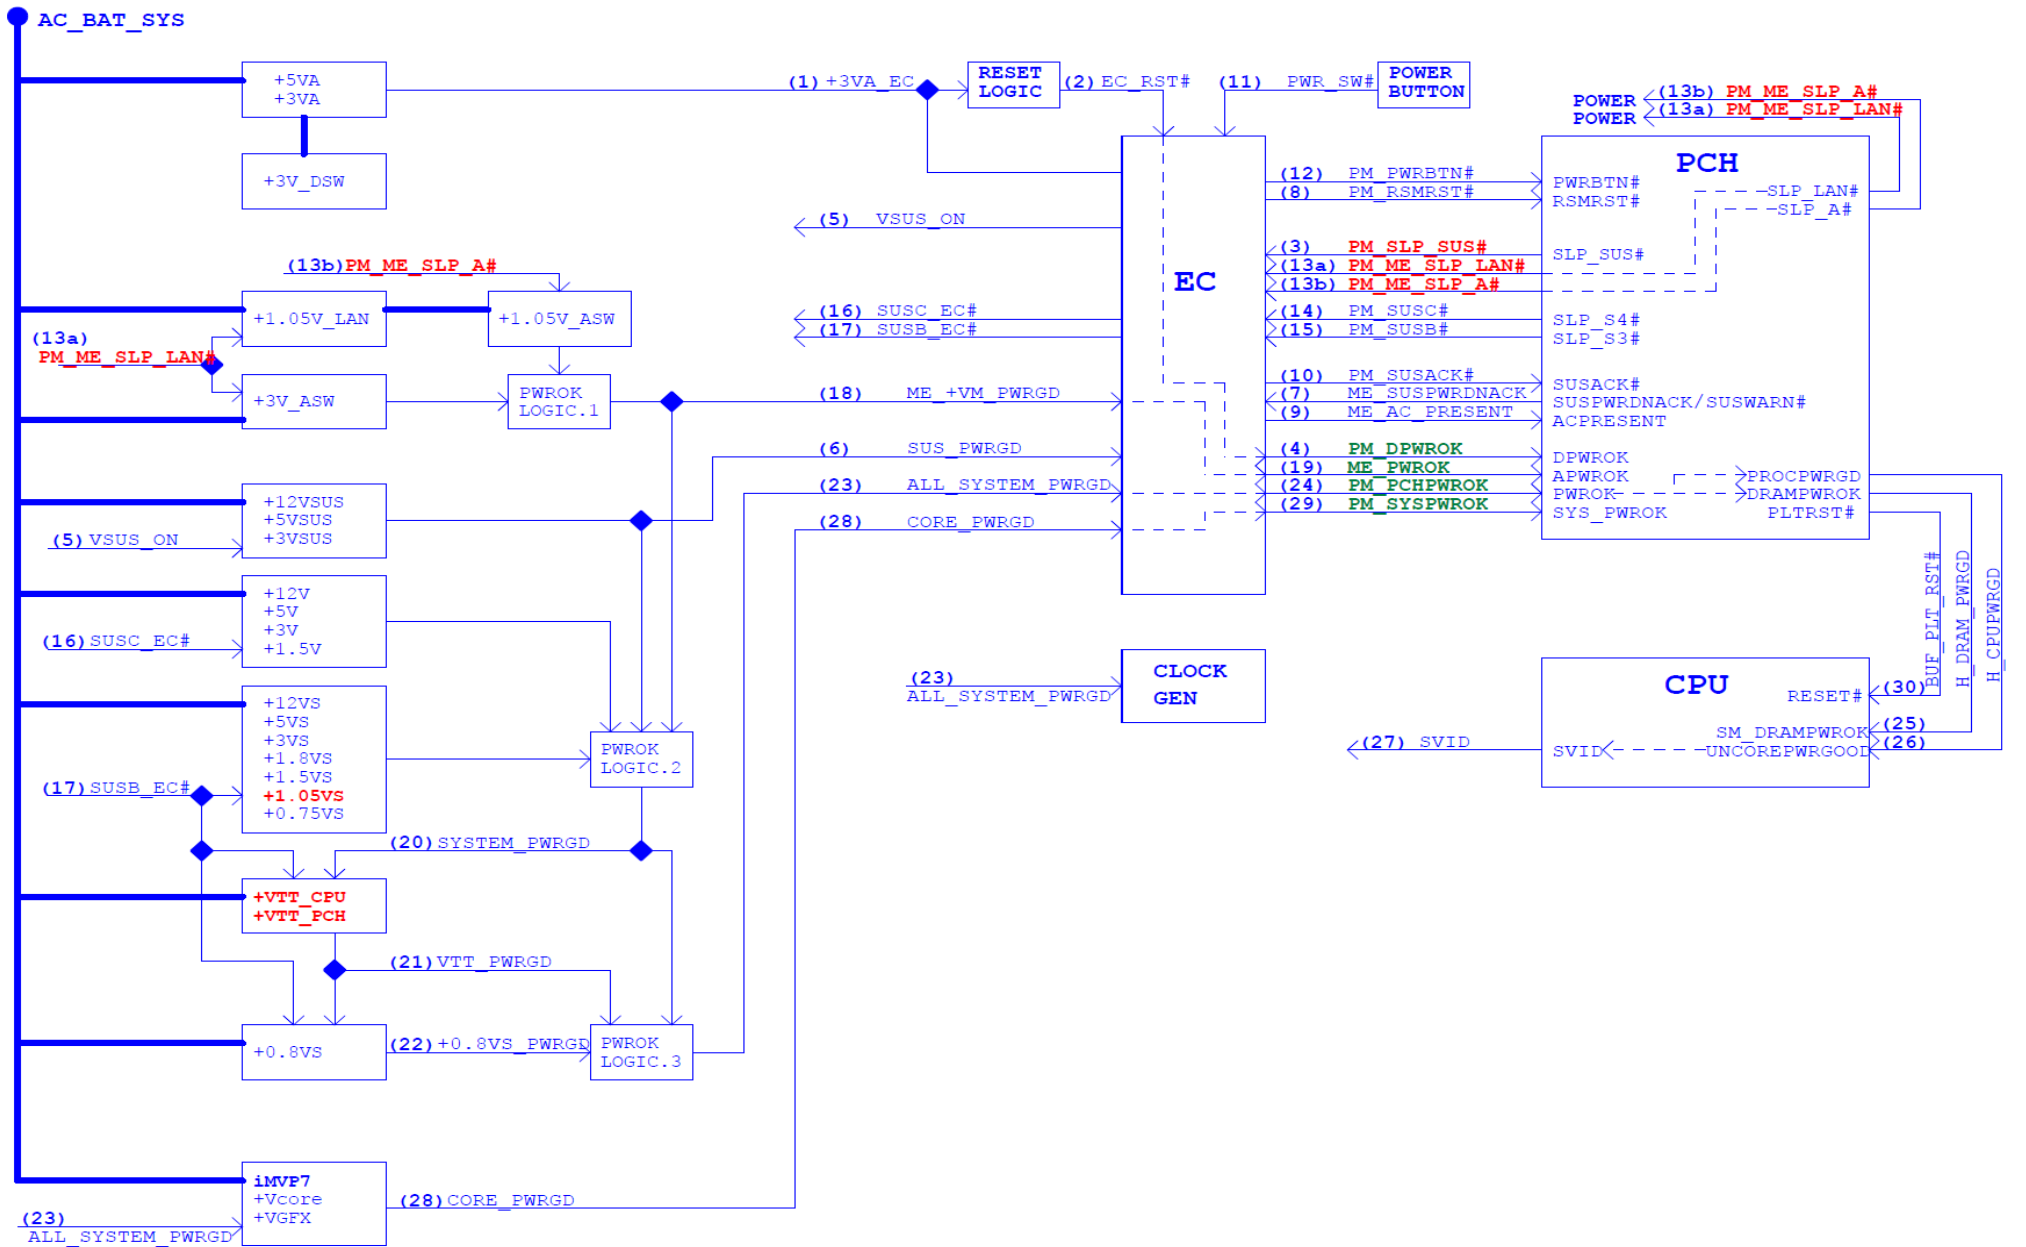 AC_BAT_SYS
+5VA
+3VA
(1) +3VA_EC
RESET
LOGIC
(2) EC_RST#
(11) PWR_SW#
POWER
BUTTON
POWER
(13b) PM_ME_SLP_A#
POWER
(13a) PM_ME_SLP_LAN#
+3V_DSW
EC
PCH
(12) PM_PWRBTN#
PWRBTN#
(8) PM_RSMRST#
RSMRST#
SLP_LAN#
SLP_A#
(5) VSUS_ON
(3) PM_SLP_SUS#
SLP_SUS#
(13a) PM_ME_SLP_LAN#
(13b) PM_ME_SLP_A#
(13b) PM_ME_SLP_A#
+1.05V_LAN
+1.05V_ASW
(13a)
PM_ME_SLP_LAN#
(16) SUSC_EC#
(17) SUSB_EC#
(14) PM_SUSC#
SLP_S4#
(15) PM_SUSB#
SLP_S3#
+3V_ASW
PWROK
LOGIC.1
(18) ME_+VM_PWRGD
(10) PM_SUSACK#
SUSACK#
(7) ME_SUSPWRDNACK
SUSPWRDNACK/SUSWARN#
(9) ME_AC_PRESENT
ACPRESENT
(6) SUS_PWRGD
(4) PM_DPWROK
DPWROK
(19) ME_PWROK
APWROK
PROCPWRGD
(23) ALL_SYSTEM_PWRGD
(24) PM_PCHPWROK
PWROK
DRAMPWROK
(29) PM_SYSPWROK
SYS_PWROK
PLTRST#
(28) CORE_PWRGD
+12VSUS
+5VSUS
+3VSUS
(5) VSUS_ON
+12V
+5V
+3V
+1.5V
(16) SUSC_EC#
BUF_PLT_RST#
H_DRAM_PWRGD
H_CPUPWRGD
(23)
ALL_SYSTEM_PWRGD
CLOCK
GEN
CPU
RESET#
(30)
SM_DRAMPWROK
(25)
(27) SVID
SVID
UNCOREPWRGOOD
(26)
+12VS
+5VS
+3VS
+1.8VS
+1.5VS
+1.05VS
+0.75VS
(17) SUSB_EC#
PWROK
LOGIC.2
(20) SYSTEM_PWRGD
+VTT_CPU
+VTT_PCH
(21) VTT_PWRGD
+0.8VS
(22) +0.8VS_PWRGD
PWROK
LOGIC.3
iMVP7
+Vcore
+VGFX
(28) CORE_PWRGD
(23)
ALL_SYSTEM_PWRGD